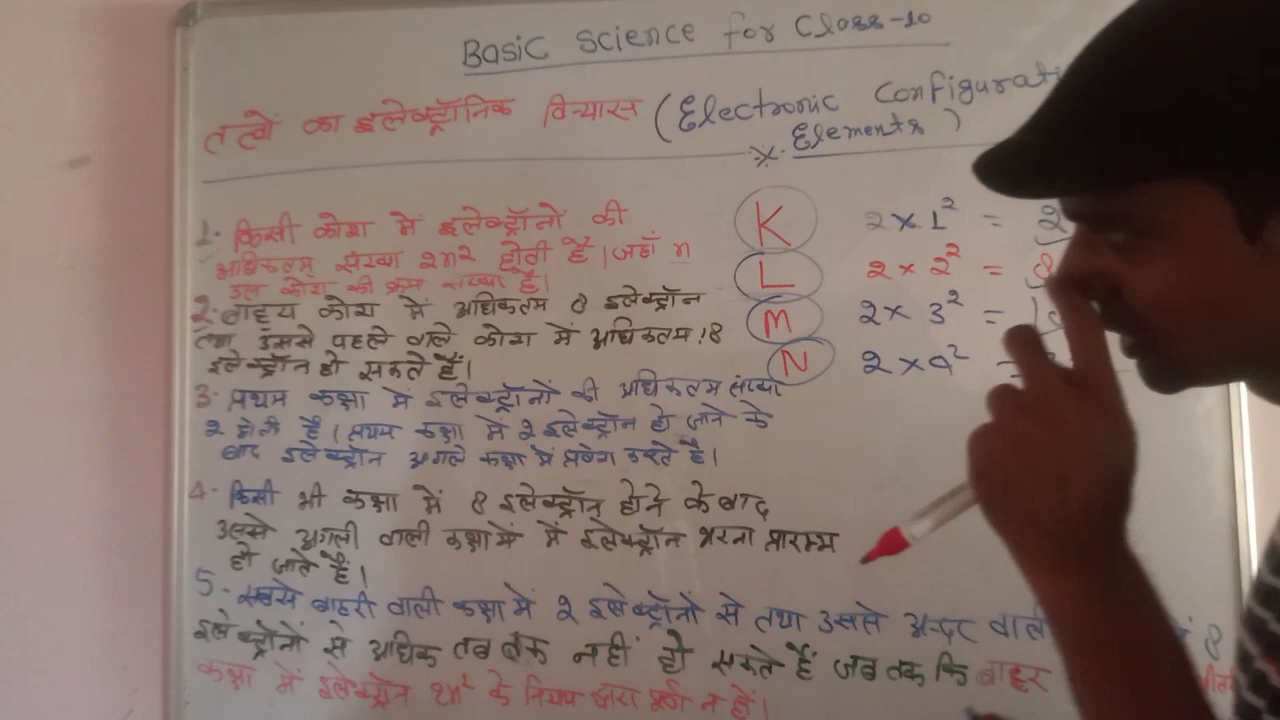 Basic Science for Class-10
तत्वों का इलेक्ट्रॉनिक विन्यास (Electronic Configurati
* Elements)
1. किसी कोश में इलेक्ट्रॉनों की
अधिकतम संख्या 2n2 होती है। जहाँ n
उस कोश की क्रम संख्या है।
2. बाह्य कोश में अधिकतम 8 इलेक्ट्रॉन
तथा उससे पहले वाले कोश में अधिकतम 18
इलेक्ट्रॉन हो सकते हैं।
3. प्रथम कक्षा में इलेक्ट्रॉनों की अधिकतम संख्या
2 होती है। प्रथम कक्षा में 2 इलेक्ट्रॉन हो जाने के
बाद इलेक्ट्रॉन अगले कक्षा में प्रवेश करते है।
4. किसी भी कक्षा में 8 इलेक्ट्रॉन होने के बाद
उससे अगली वाली कक्षा में में इलेक्ट्रॉन भरना प्रारम्भ
हो जाते हैं।
5. सबसे बाहरी वाली कक्षा में 2 इलेक्ट्रॉनों से तथा उससे अन्दर वाली 8
इलेक्ट्रॉनों से अधिक तब तक नहीं हो सकते हैं जब तक कि बाहर
कक्षा में इलेक्ट्रॉन 2n² के नियम द्वारा पूर्ण न हों।
K 2 × 1² = 2
L 2 × 2² = 8
M 2 × 3² =
N 2 × 4² =